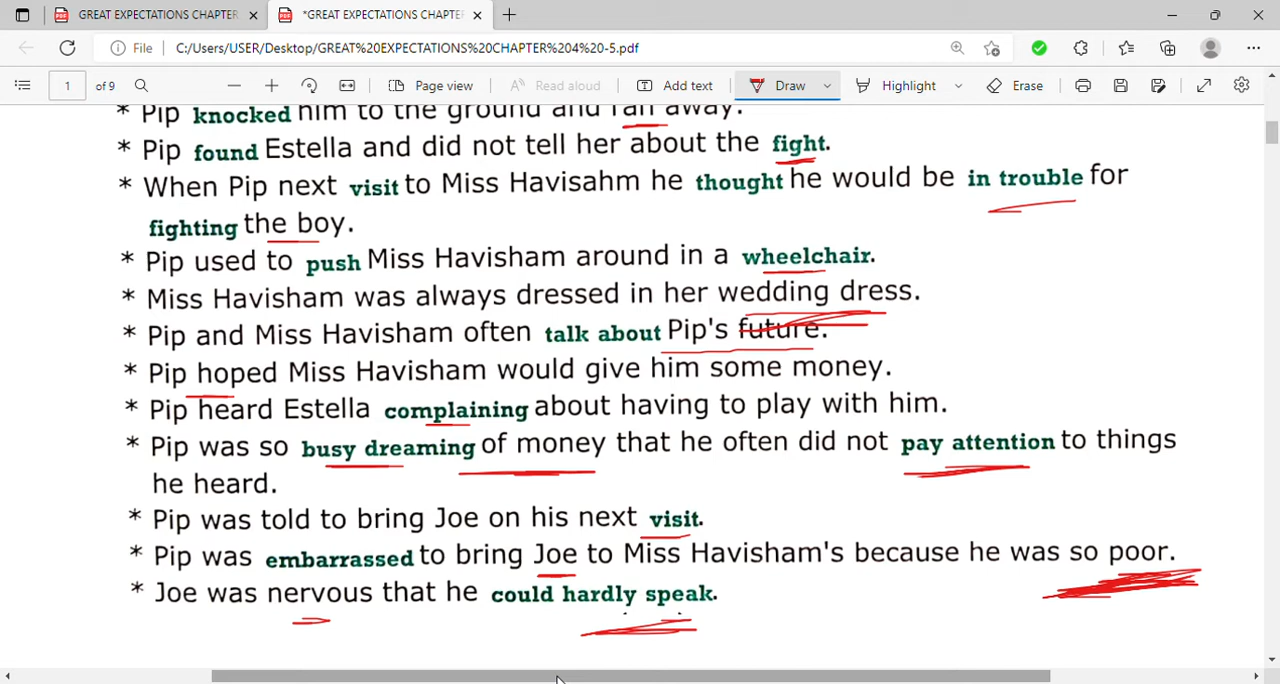 GREAT EXPECTATIONS CHAPTER
*GREAT EXPECTATIONS CHAPTE
File C:/Users/USER/Desktop/GREAT%20EXPECTATIONS%20CHAPTER%204%20-5.pdf
1 of 9 Page view Read aloud Add text Draw Highlight Erase
* Pip knocked him to the ground and ran away.
* Pip found Estella and did not tell her about the fight.
* When Pip next visit to Miss Havisahm he thought he would be in trouble for
fighting the boy.
* Pip used to push Miss Havisham around in a wheelchair.
* Miss Havisham was always dressed in her wedding dress.
* Pip and Miss Havisham often talk about Pip's future.
* Pip hoped Miss Havisham would give him some money.
* Pip heard Estella complaining about having to play with him.
* Pip was so busy dreaming of money that he often did not pay attention to things
he heard.
* Pip was told to bring Joe on his next visit.
* Pip was embarrassed to bring Joe to Miss Havisham's because he was so poor.
* Joe was nervous that he could hardly speak.